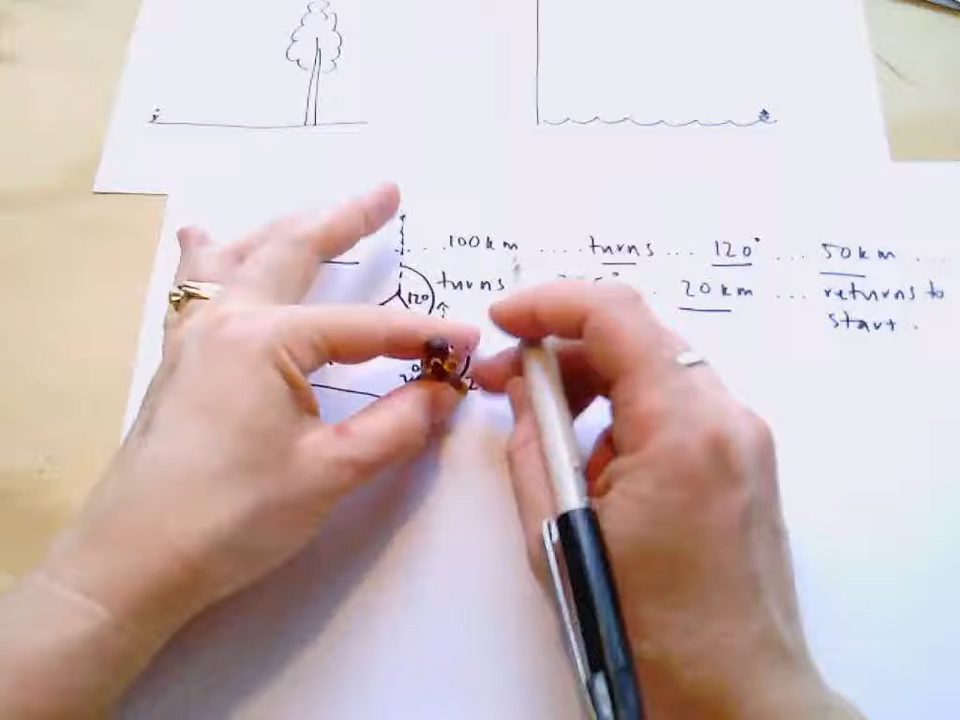 ... 100km .... turns ... 120° ... 50km ...
turns 20km ... returns to
start.
120